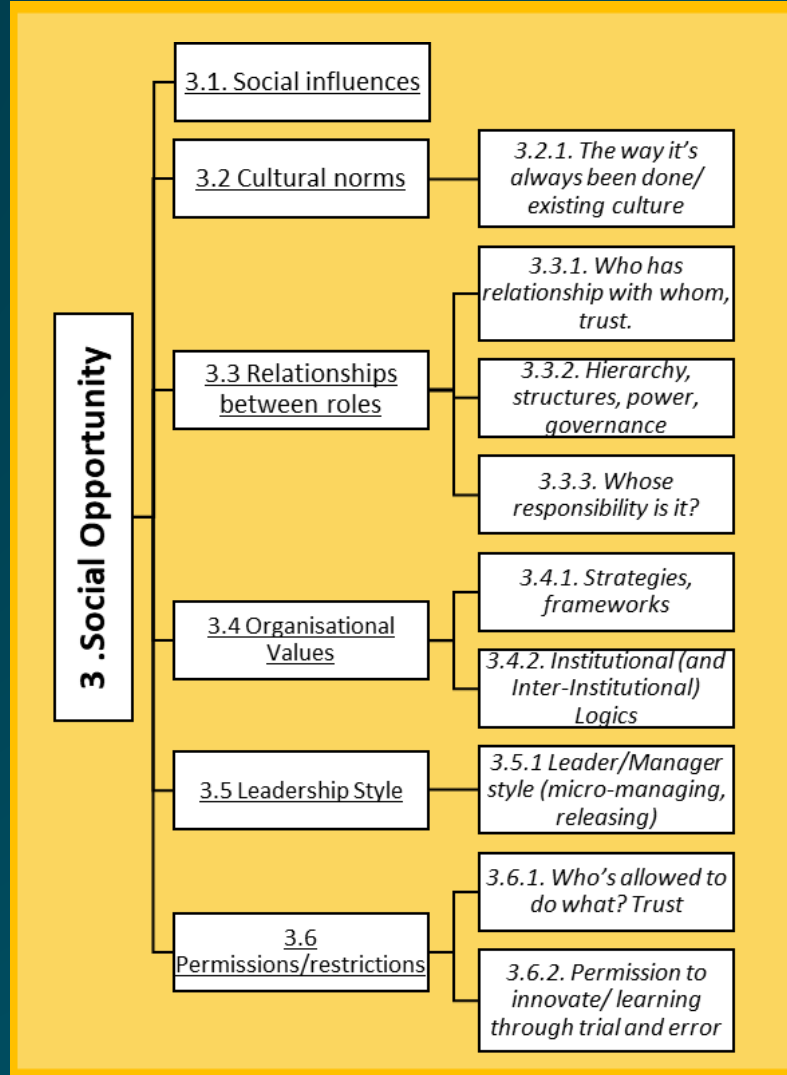 3 .Social Opportunity
3.1. Social influences
3.2 Cultural norms
3.2.1. The way it’s
always been done/
existing culture
3.3 Relationships
between roles
3.3.1. Who has
relationship with whom,
trust.
3.3.2. Hierarchy,
structures, power,
governance
3.3.3. Whose
responsibility is it?
3.4 Organisational
Values
3.4.1. Strategies,
frameworks
3.4.2. Institutional (and
Inter-Institutional)
Logics
3.5 Leadership Style
3.5.1 Leader/Manager
style (micro-managing,
releasing)
3.6
Permissions/restrictions
3.6.1. Who’s allowed to
do what? Trust
3.6.2. Permission to
innovate/ learning
through trial and error